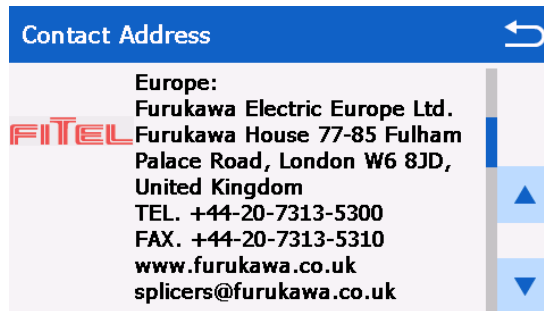 Contact Address
Europe:
Furukawa Electric Europe Ltd.
FITEL
Furukawa House 77-85 Fulham
Palace Road, London W6 8JD,
United Kingdom
TEL. +44-20-7313-5300
FAX. +44-20-7313-5310
www.furukawa.co.uk
splicers@furukawa.co.uk